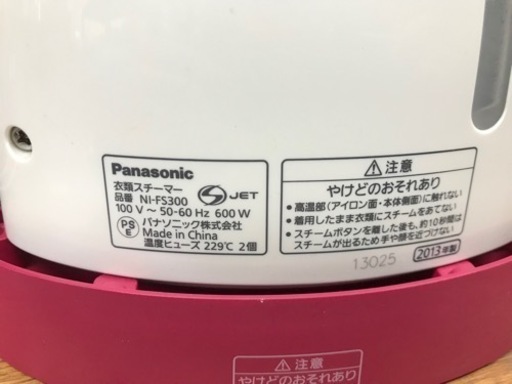 Panasonic
衣類スチーマー
品番 NI-FS300
JET
100 V ～ 50-60 Hz 600 W
PS
E
パナソニック株式会社
Made in China
温度ヒューズ 229℃ 2個
注意
やけどのおそれあり
● 高温部(アイロン面・本体側面)に触れない
● 着用したまま衣類にスチームをあてない
● スチームボタンを離した後も、約10秒間は
スチームが出るため手や顔を近づけない
13025
2013年製
注意
やけどのおそれあり